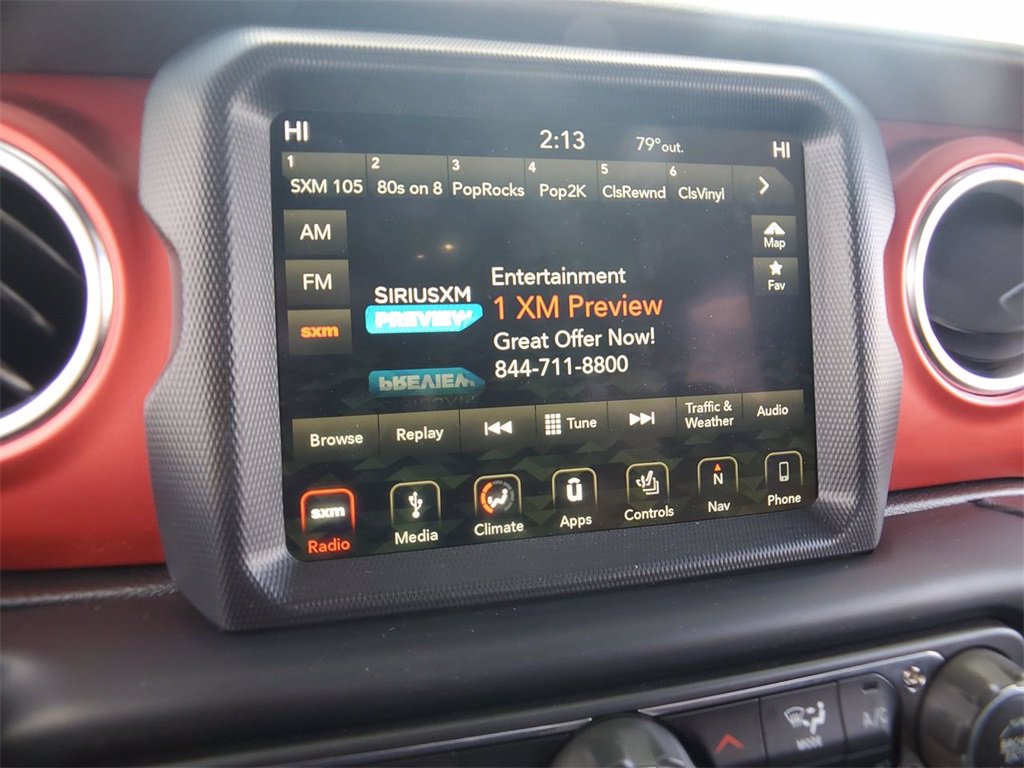 HI 2:13 79°out. HI
1 2 3 4 5 6
SXM 105 80s on 8 PopRocks Pop2K ClsRewnd ClsVinyl
AM
Map
FM
Fav
sxm
SIRIUSXM
PREVIEW
Entertainment
1 XM Preview
Great Offer Now!
844-711-8800
Browse Replay Tune Traffic &
Weather Audio
sxm
Radio Media Climate Apps Controls N
Nav Phone
MODE
A/C